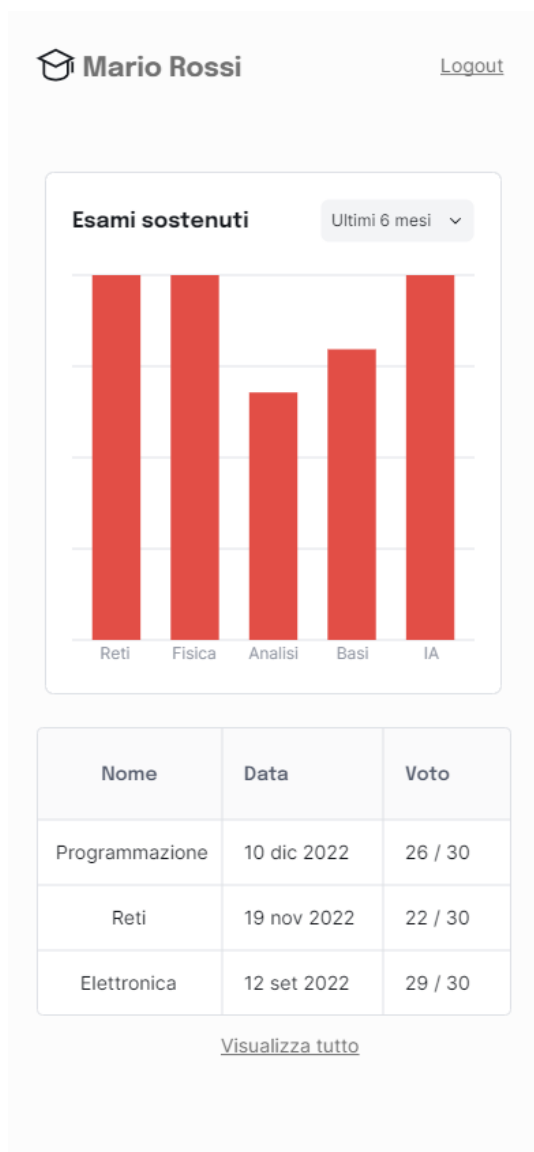 Mario Rossi Logout
Esami sostenuti Ultimi 6 mesi
Reti Fisica Analisi Basi IA
Nome Data Voto
Programmazione 10 dic 2022 26 / 30
Reti 19 nov 2022 22 / 30
Elettronica 12 set 2022 29 / 30
Visualizza tutto